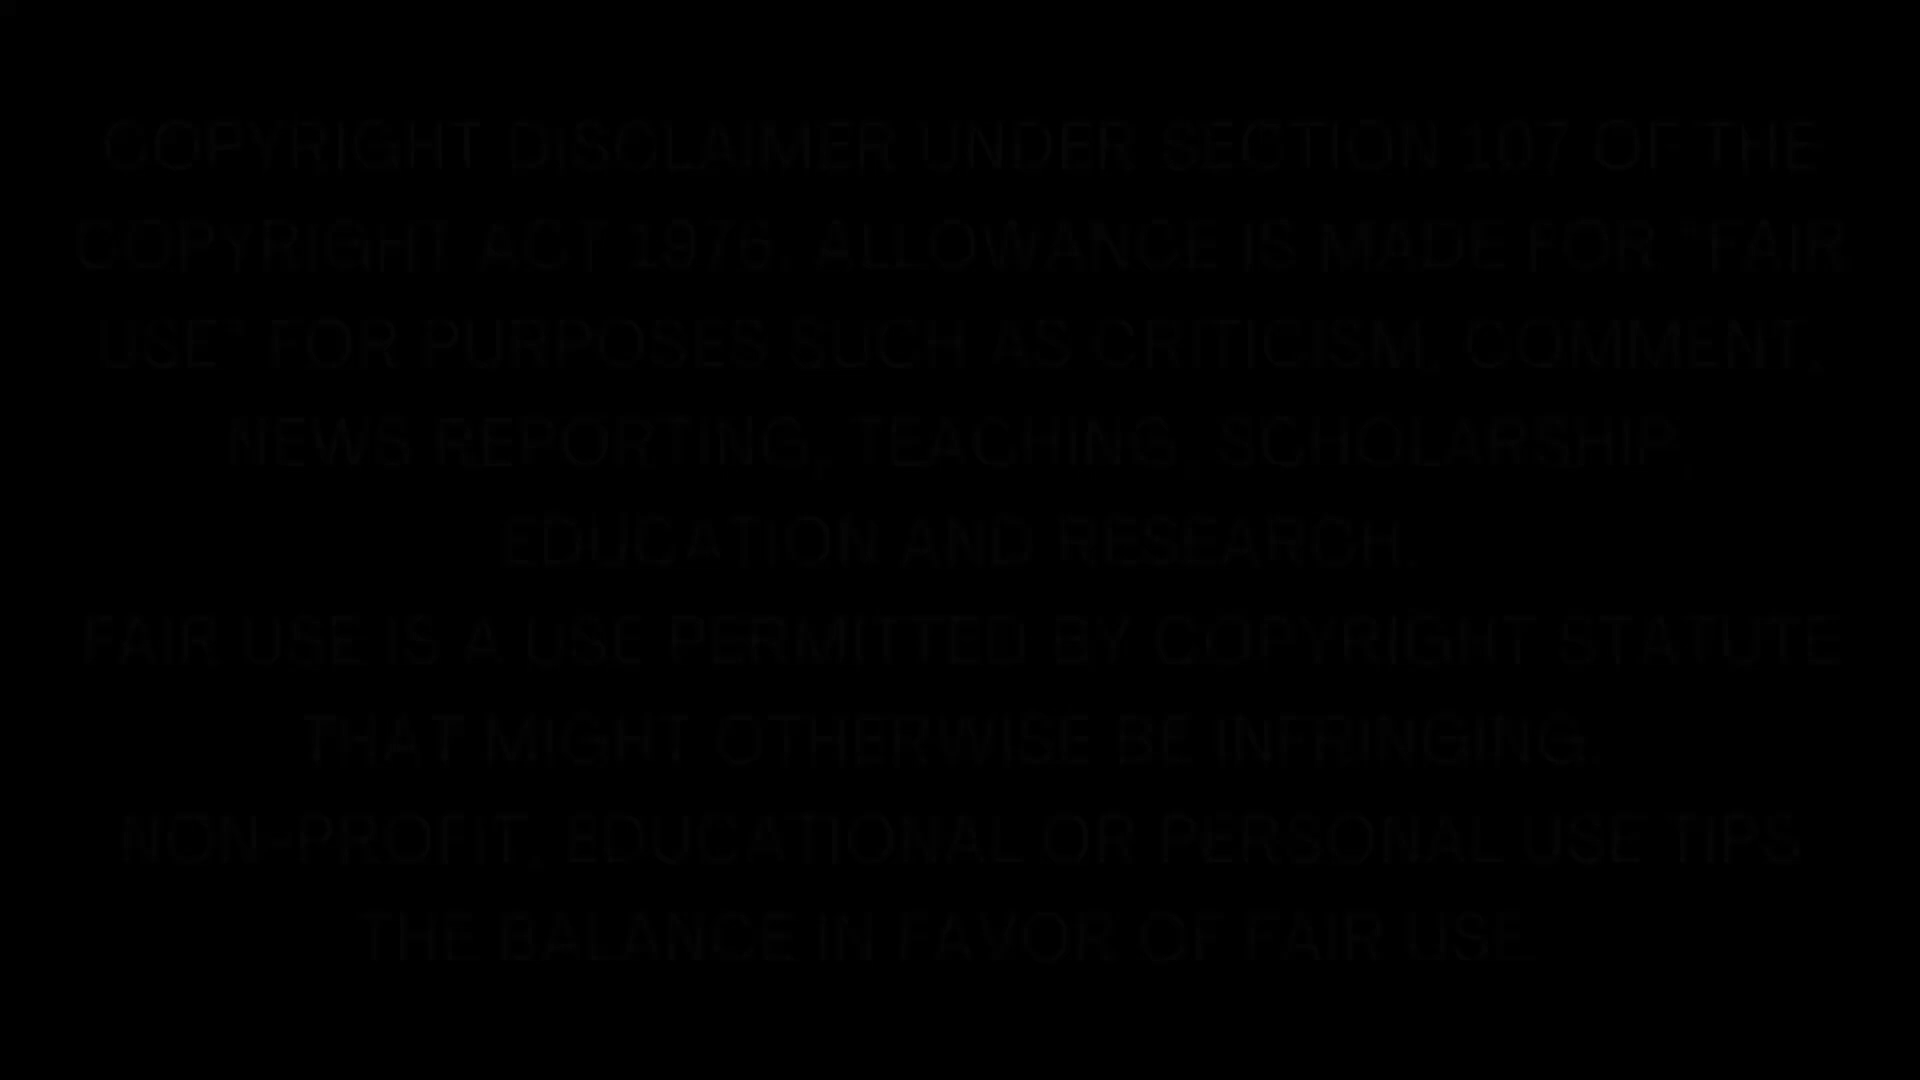 COPYRIGHT DISCLAIMER UNDER SECTION 107 OF THE
COPYRIGHT ACT 1976, ALLOWANCE IS MADE FOR "FAIR
USE" FOR PURPOSES SUCH AS CRITICISM, COMMENT,
NEWS REPORTING, TEACHING, SCHOLARSHIP,
EDUCATION AND RESEARCH.
FAIR USE IS A USE PERMITTED BY COPYRIGHT STATUTE
THAT MIGHT OTHERWISE BE INFRINGING.
NON-PROFIT, EDUCATIONAL OR PERSONAL USE TIPS
THE BALANCE IN FAVOR OF FAIR USE.